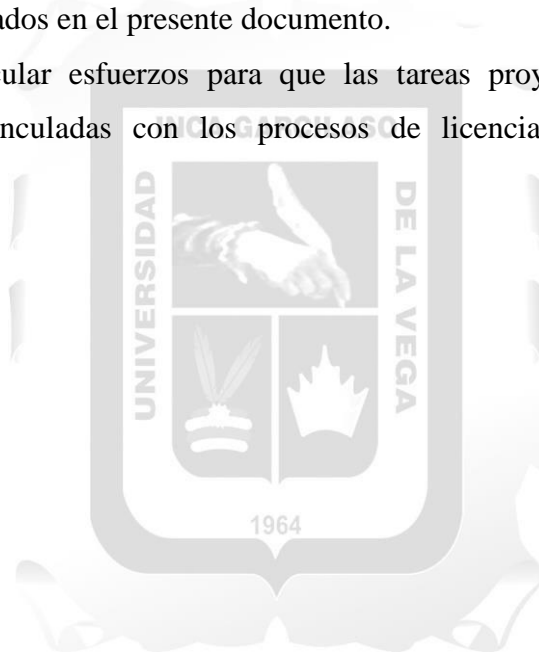 ados en el presente documento.
cular esfuerzos para que las tareas proy
nculadas con los procesos de licencia
INCA GARCILASO
UNIVERSIDAD
DE LA VEGA
1964